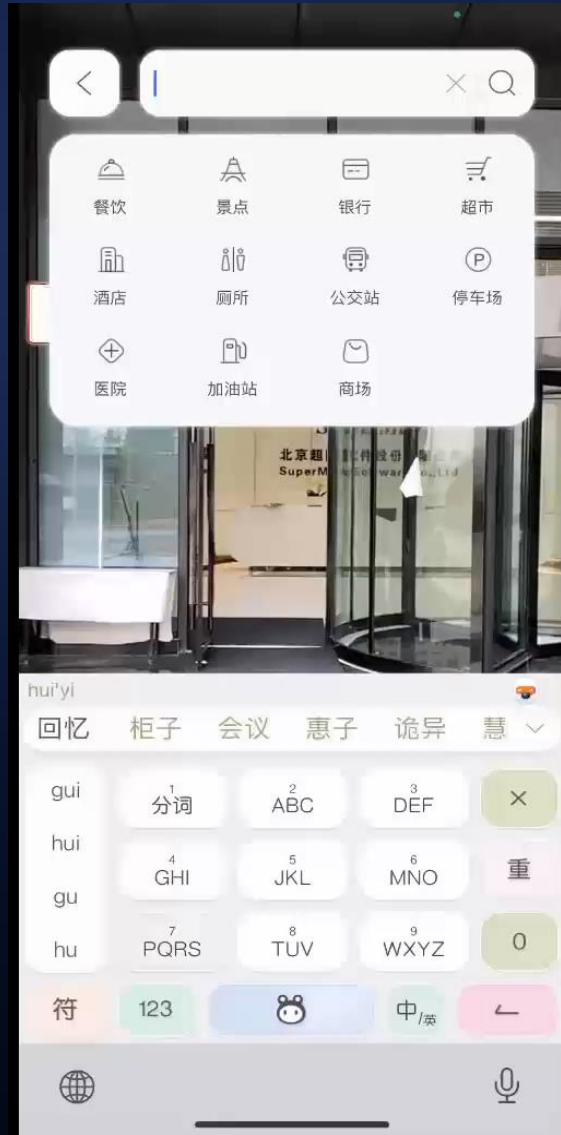 餐饮 景点 银行 超市
酒店 厕所 公交站 停车场
医院 加油站 商场
北京超
件股份
SuperM
hui'yi
回忆 柜子 会议 惠子 诡异 慧
gui
hui
gu
hu
1 2 3
分词 ABC DEF
4 5 6
GHI JKL MNO 重
7 8 9
PQRS TUV WXYZ 0
符 123 中/英
P